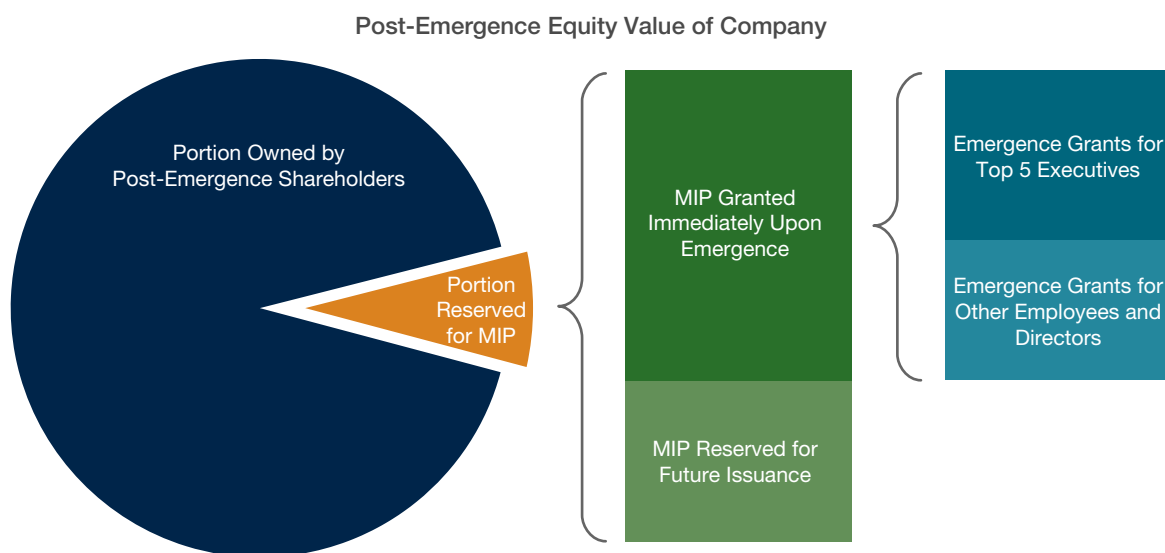 Post-Emergence Equity Value of Company
Portion Owned by
Post-Emergence Shareholders
Portion
Reserved
for MIP
MIP Granted
Immediately Upon
Emergence
MIP Reserved for
Future Issuance
Emergence Grants for
Top 5 Executives
Emergence Grants for
Other Employees and
Directors